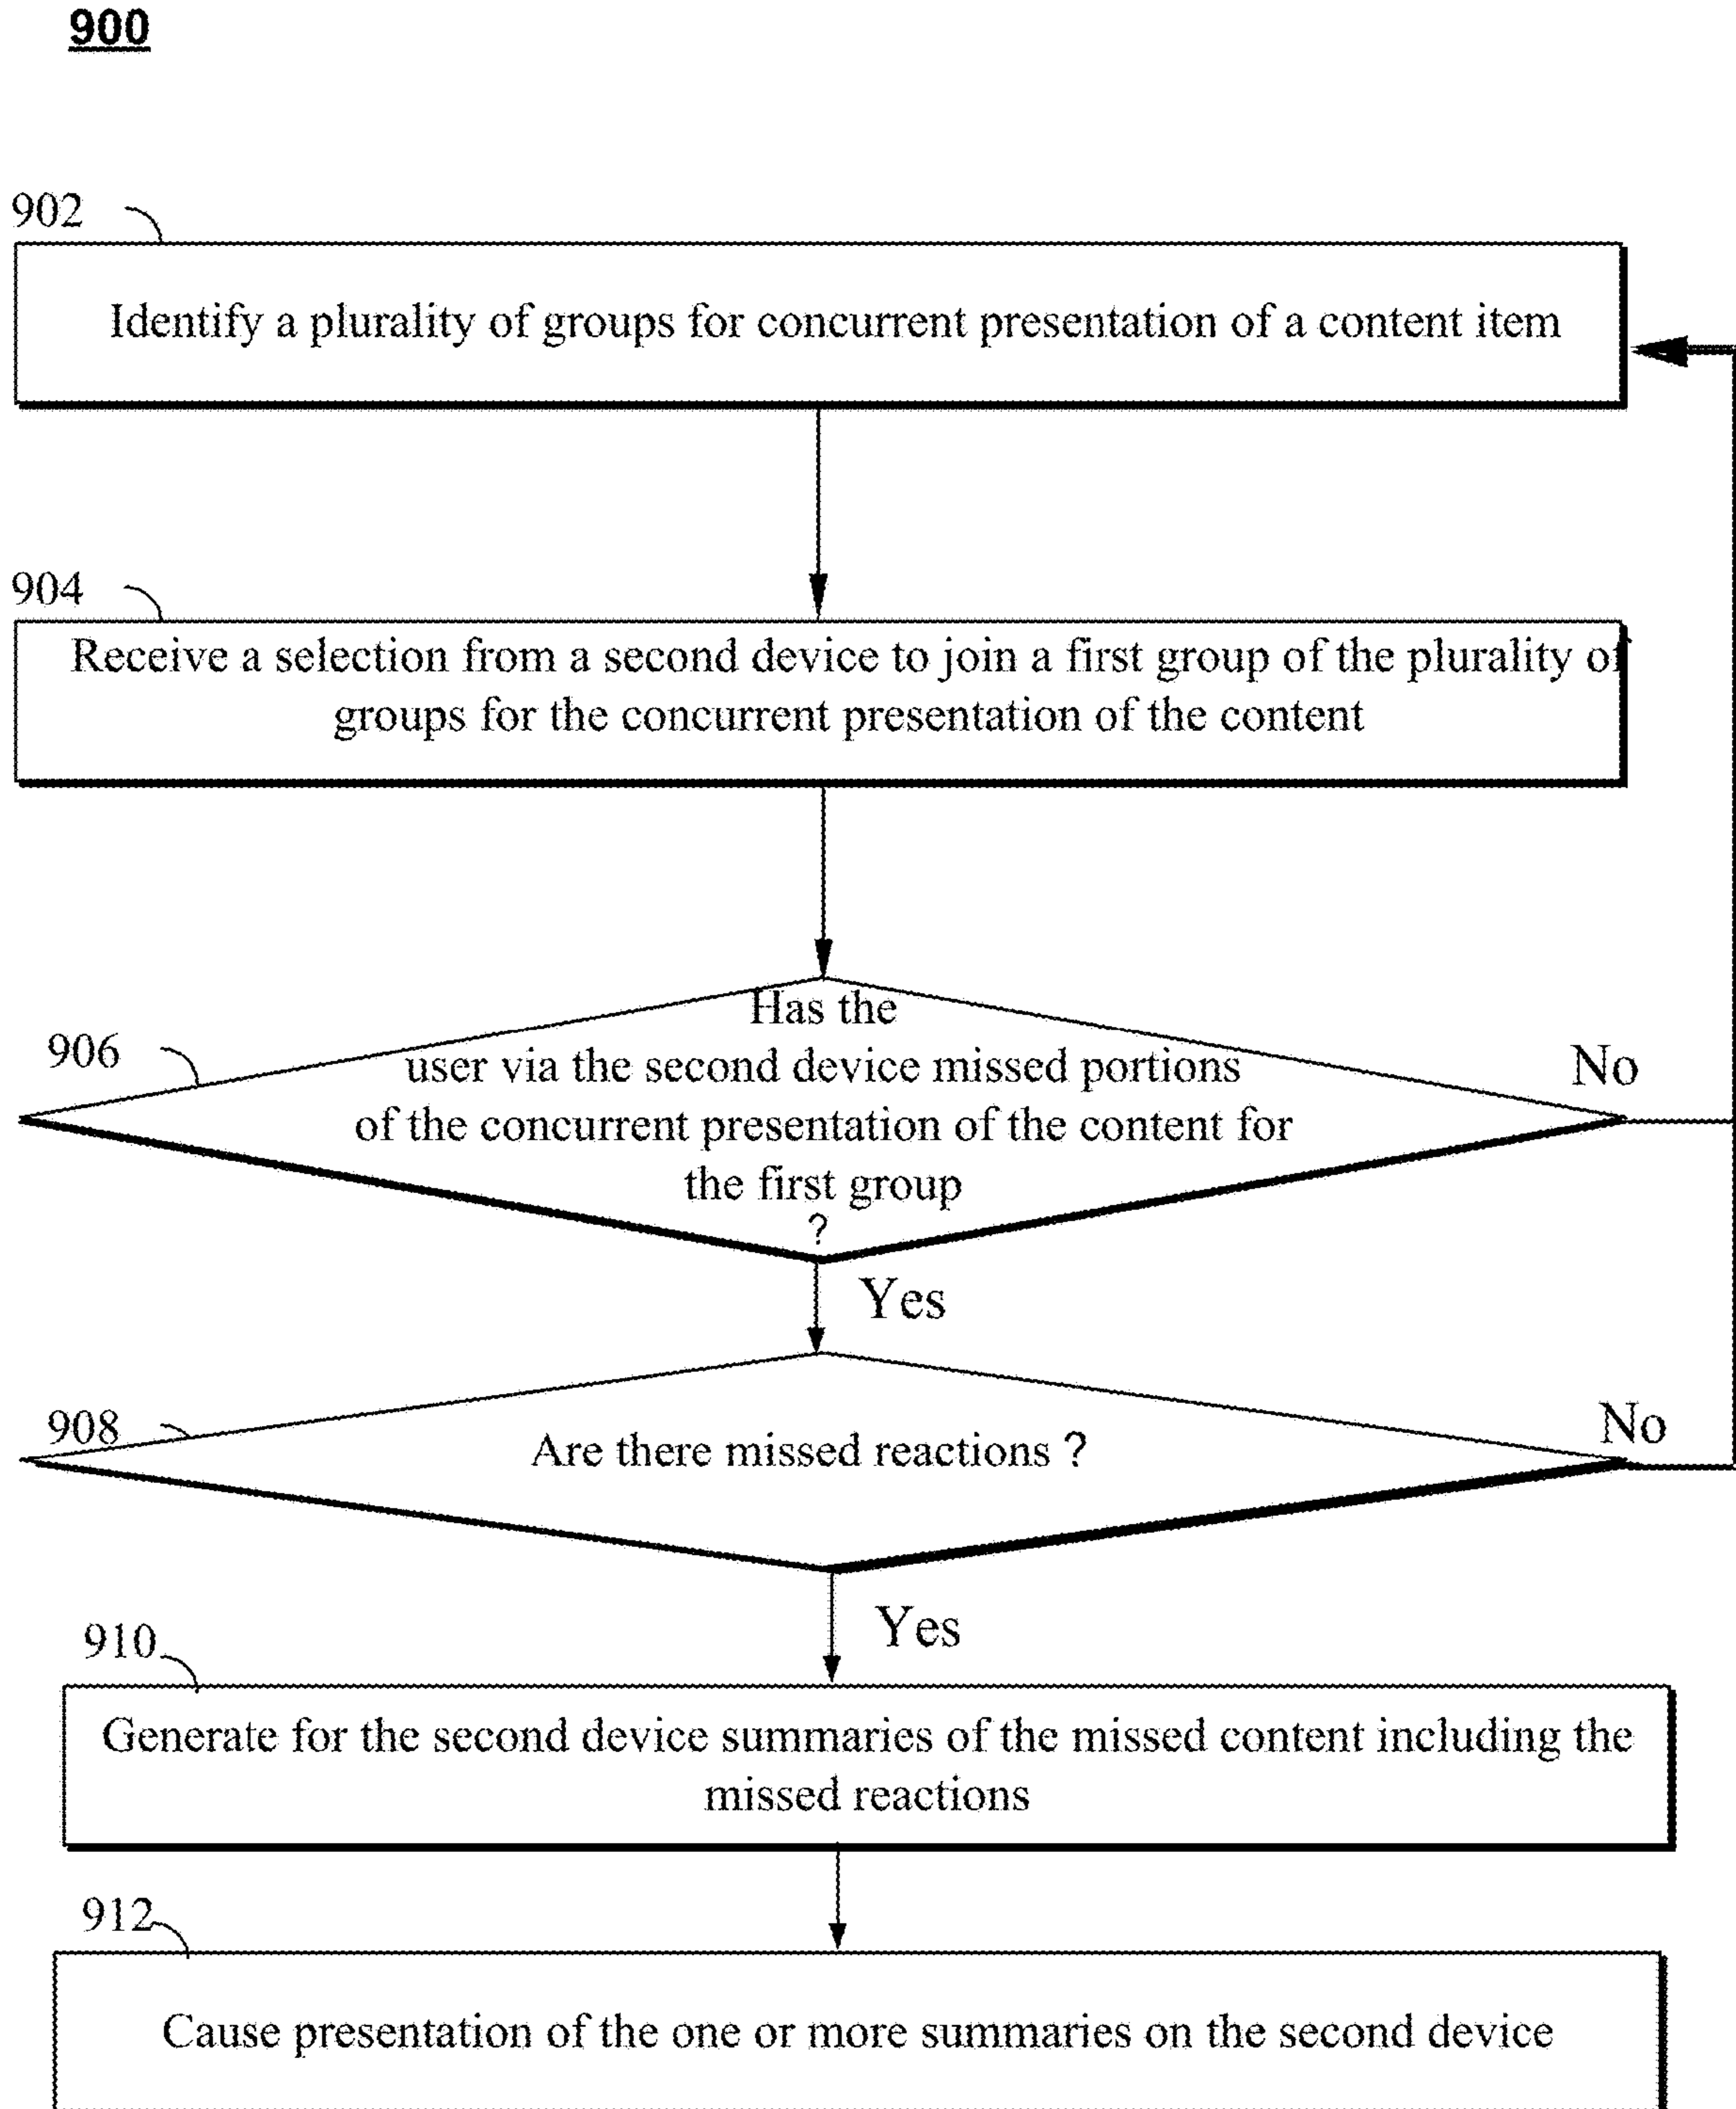 900
902
Identify a plurality of groups for concurrent presentation of a content item
904
Receive a selection from a second device to join a first group of the plurality of
groups for the concurrent presentation of the content
906
Has the
user via the second device missed portions
of the concurrent presentation of the content for
the first group
?
No
Yes
908
Are there missed reactions ?
No
Yes
910
Generate for the second device summaries of the missed content including the
missed reactions
912
Cause presentation of the one or more summaries on the second device